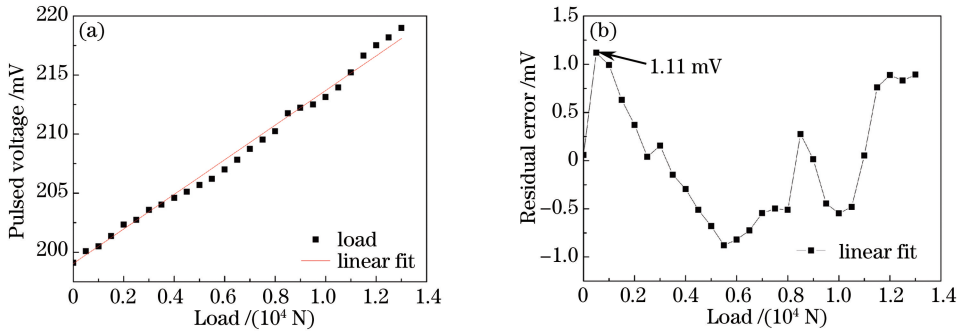 (a)
220
215
210
205
200
0
0.2
0.4
0.6
0.8
1.0
1.2
1.4
Pulsed voltage /mV
Load /(10⁴ N)
load
linear fit
(b)
1.5
1.0
0.5
0
−0.5
−1.0
0
0.2
0.4
0.6
0.8
1.0
1.2
1.4
Residual error /mV
Load /(10⁴ N)
1.11 mV
linear fit